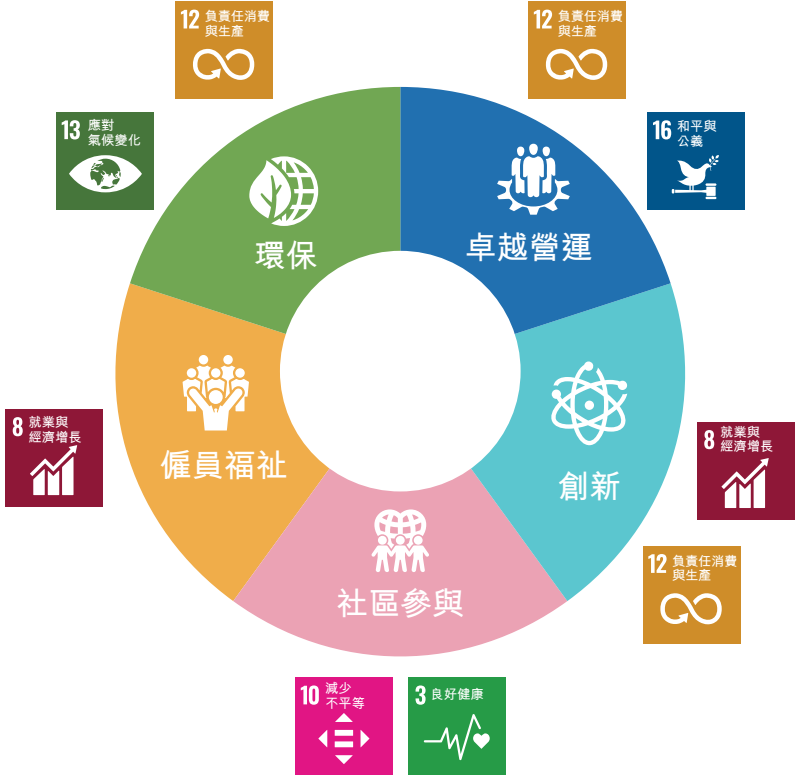 12 負責任消費
與生產
12 負責任消費
與生產
13 應對
氣候變化
16 和平與
公義
環保
卓越營運
8 就業與
經濟增長
僱員福祉
創新
8 就業與
經濟增長
12 負責任消費
與生產
社區參與
10 減少
不平等
3 良好健康